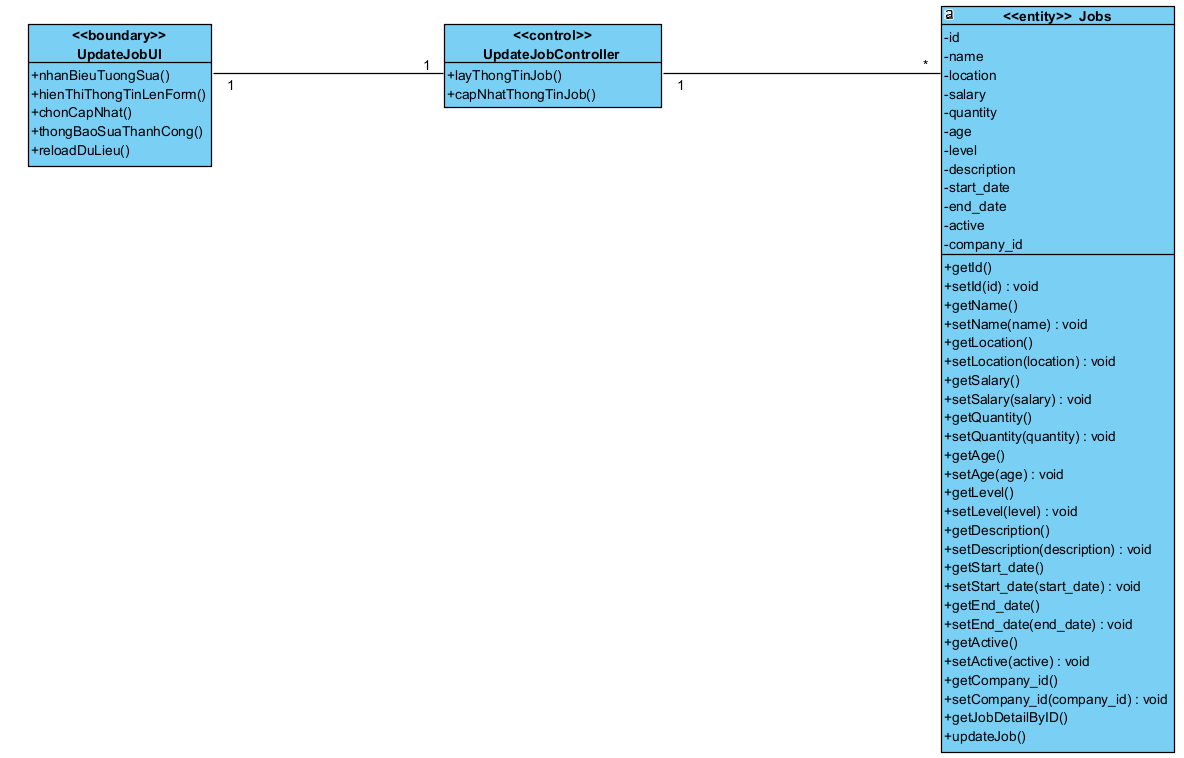 <<boundary>>
UpdateJobUI
+nhanBieuTuongSua()
+hienThiThongTinLenForm()
+chonCapNhat()
+thongBaoSuaThanhCong()
+reloadDuLieu()
1
1
<<control>>
UpdateJobController
+layThongTinJob()
+capNhatThongTinJob()
1
*
a
<<entity>> Jobs
-id
-name
-location
-salary
-quantity
-age
-level
-description
-start_date
-end_date
-active
-company_id
+getId()
+setId(id) : void
+getName()
+setName(name) : void
+getLocation()
+setLocation(location) : void
+getSalary()
+setSalary(salary) : void
+getQuantity()
+setQuantity(quantity) : void
+getAge()
+setAge(age) : void
+getLevel()
+setLevel(level) : void
+getDescription()
+setDescription(description) : void
+getStart_date()
+setStart_date(start_date) : void
+getEnd_date()
+setEnd_date(end_date) : void
+getActive()
+setActive(active) : void
+getCompany_id()
+setCompany_id(company_id) : void
+getJobDetailByID()
+updateJob()